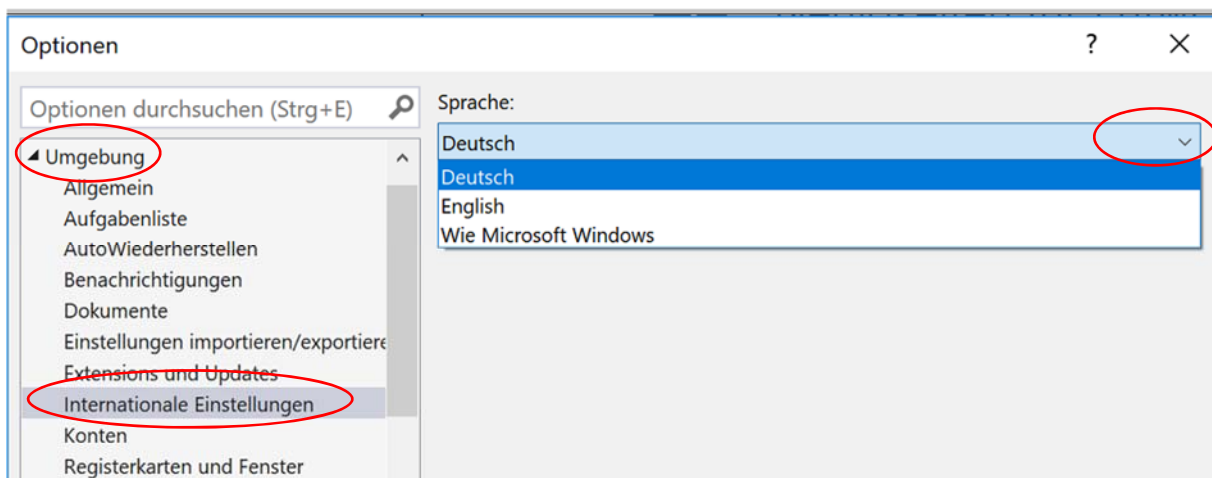 Optionen
?
Optionen durchsuchen (Strg+E)
Umgebung
Allgemein
Aufgabenliste
AutoWiederherstellen
Benachrichtigungen
Dokumente
Einstellungen importieren/exportiere
Extensions und Updates
Internationale Einstellungen
Konten
Registerkarten und Fenster
Sprache:
Deutsch
Deutsch
English
Wie Microsoft Windows